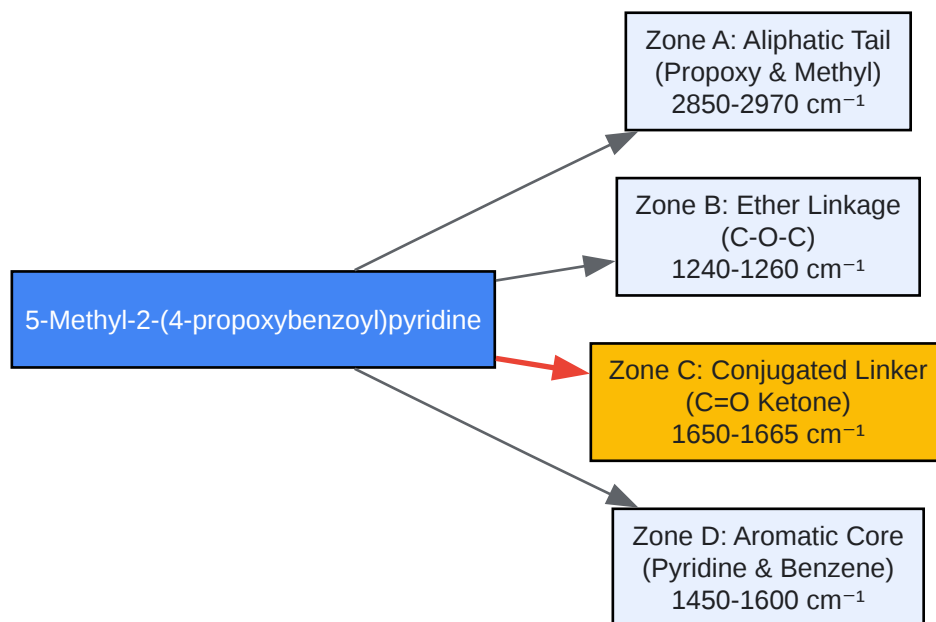 Zone A: Aliphatic Tail
(Propoxy & Methyl)
2850-2970 cm⁻¹
Zone B: Ether Linkage
(C-O-C)
1240-1260 cm⁻¹
5-Methyl-2-(4-propoxybenzoyl)pyridine
Zone C: Conjugated Linker
(C=O Ketone)
1650-1665 cm⁻¹
Zone D: Aromatic Core
(Pyridine & Benzene)
1450-1600 cm⁻¹